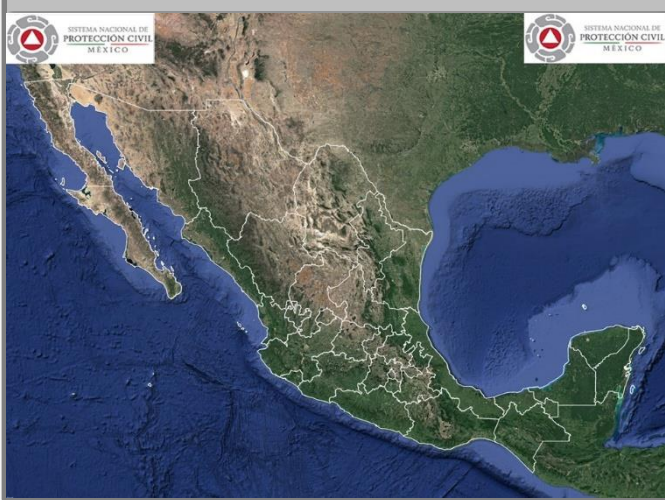 SISTEMA NACIONAL DE
PROTECCIÓN CIVIL
MÉXICO
SISTEMA NACIONAL DE
PROTECCIÓN CIVIL
MÉXICO